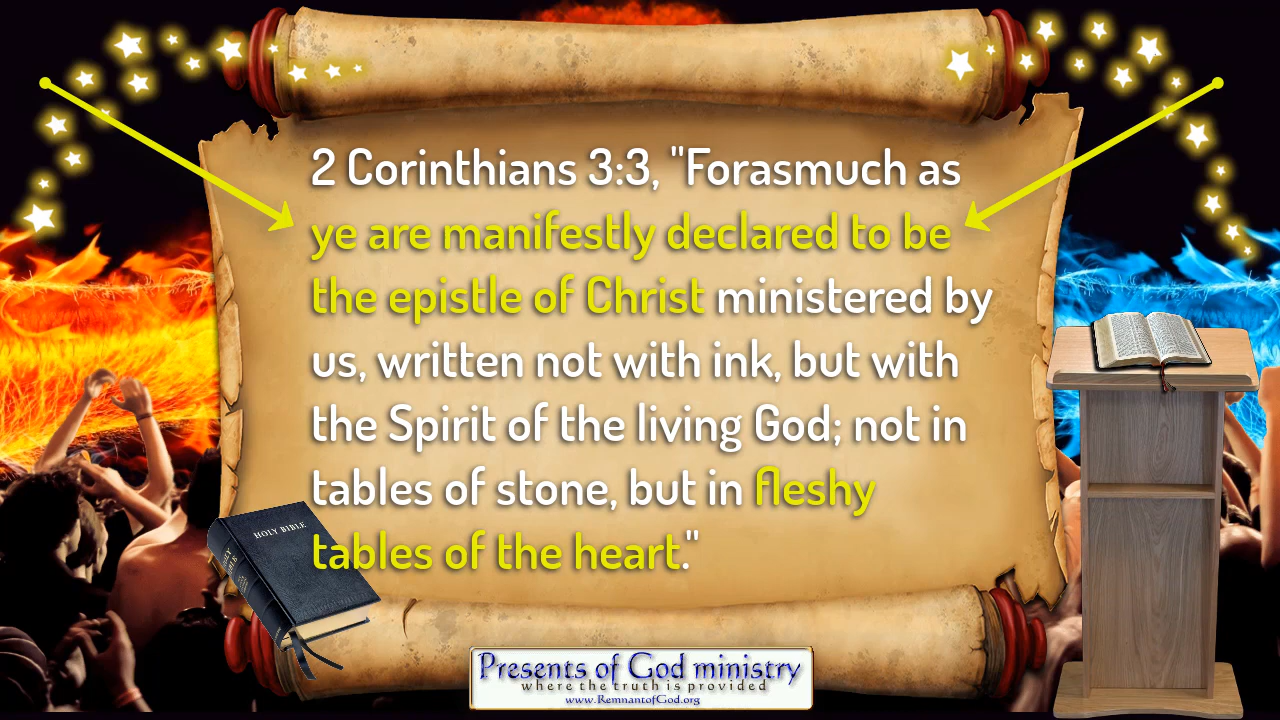 2 Corinthians 3:3, "Forasmuch as
ye are manifestly declared to be
the epistle of Christ ministered by
us, written not with ink, but with
the Spirit of the living God; not in
tables of stone, but in fleshy
tables of the heart."
HOLY BIBLE
HOLY BIBLE
Presents of God ministry
where the truth is provided
www.RemnantofGod.org